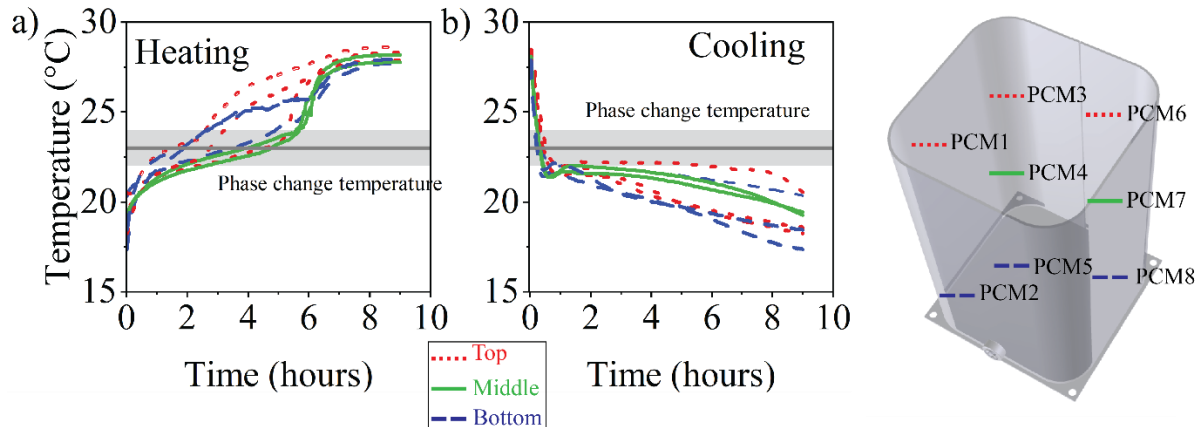 a)
Heating
Temperature (°C)
30
25
20
15
Phase change temperature
0
2
4
6
8
10
Time (hours)
b)
Cooling
30
25
20
15
Phase change temperature
0
2
4
6
8
10
Time (hours)
Top
Middle
Bottom
PCM3
PCM6
PCM1
PCM4
PCM7
PCM5
PCM8
PCM2